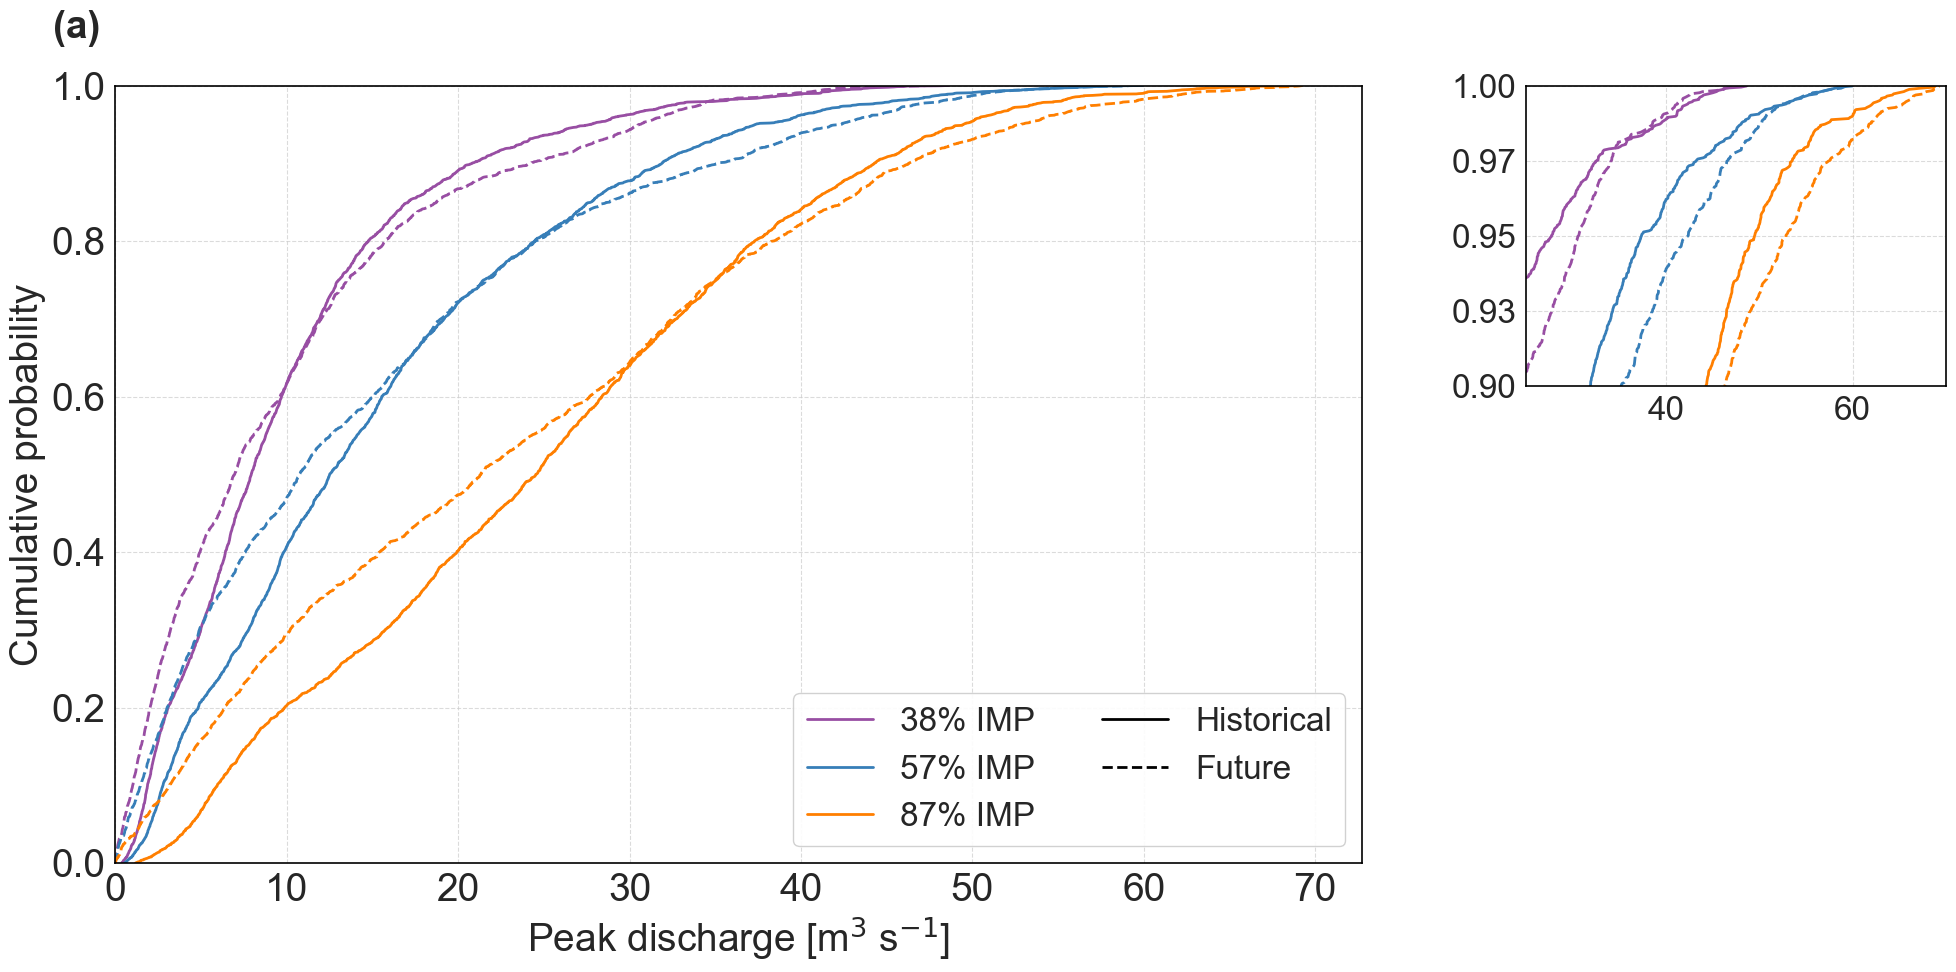 (a)
1.0
0.8
0.6
0.4
0.2
0.0
Cumulative probability
0 10 20 30 40 50 60 70
Peak discharge [m³ s⁻¹]
38% IMP
57% IMP
87% IMP
Historical
Future
1.00
0.97
0.95
0.93
0.90
40 60